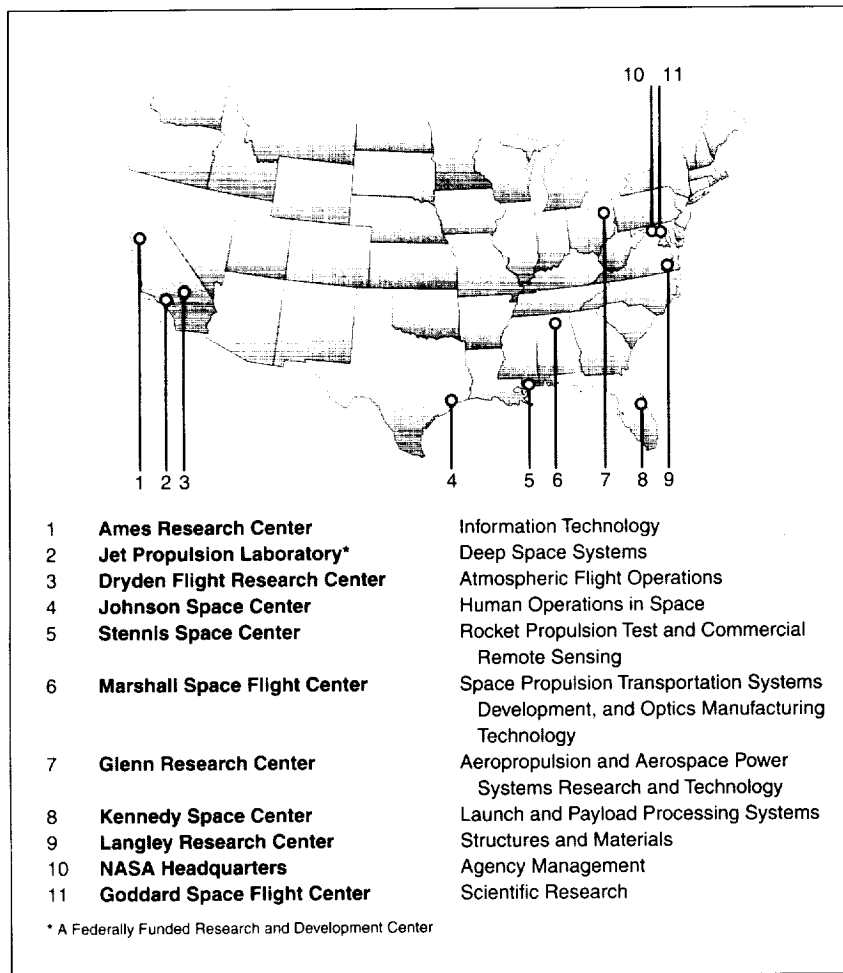 10 11
1 2 3 4 5 6 7 8 9
1 Ames Research Center Information Technology
2 Jet Propulsion Laboratory* Deep Space Systems
3 Dryden Flight Research Center Atmospheric Flight Operations
4 Johnson Space Center Human Operations in Space
5 Stennis Space Center Rocket Propulsion Test and Commercial
Remote Sensing
6 Marshall Space Flight Center Space Propulsion Transportation Systems
Development, and Optics Manufacturing
Technology
7 Glenn Research Center Aeropropulsion and Aerospace Power
Systems Research and Technology
8 Kennedy Space Center Launch and Payload Processing Systems
9 Langley Research Center Structures and Materials
10 NASA Headquarters Agency Management
11 Goddard Space Flight Center Scientific Research
* A Federally Funded Research and Development Center